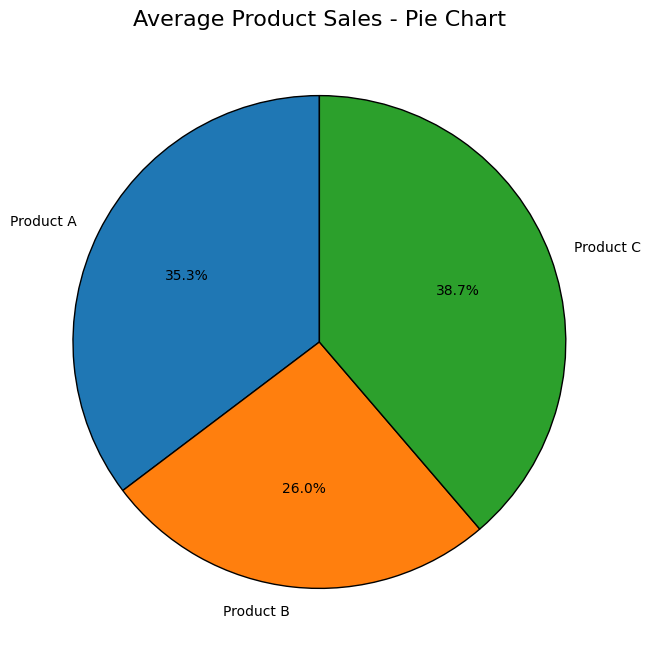 Average Product Sales - Pie Chart
Product A
Product C
35.3%
38.7%
26.0%
Product B